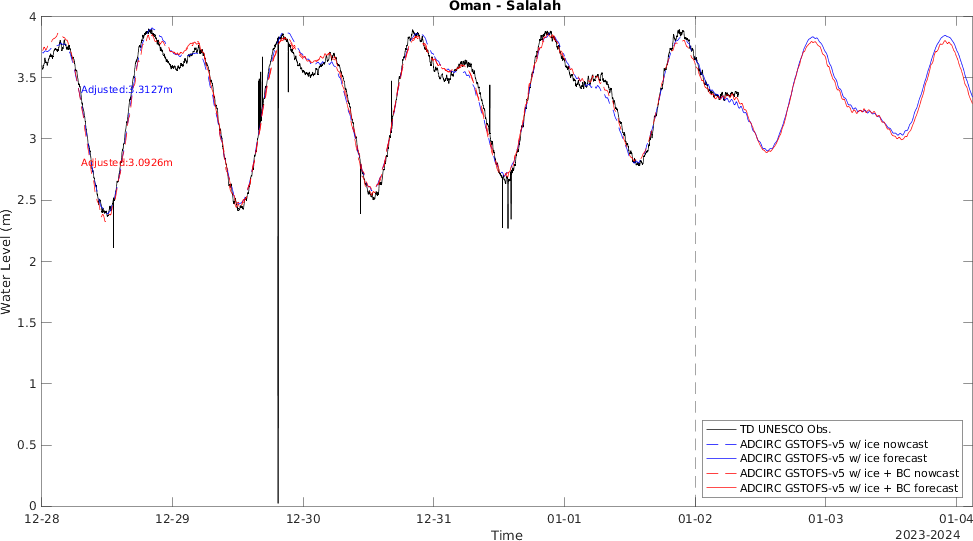 Oman - Salalah
4
3.5
3
2.5
2
1.5
1
0.5
0
Water Level (m)
Adjusted:3.3127m
Adjusted:3.0926m
TD UNESCO Obs.
ADCIRC GSTOFS-v5 w/ ice nowcast
ADCIRC GSTOFS-v5 w/ ice forecast
ADCIRC GSTOFS-v5 w/ ice + BC nowcast
ADCIRC GSTOFS-v5 w/ ice + BC forecast
12-28 12-29 12-30 12-31 01-01 01-02 01-03 01-04
Time
2023-2024